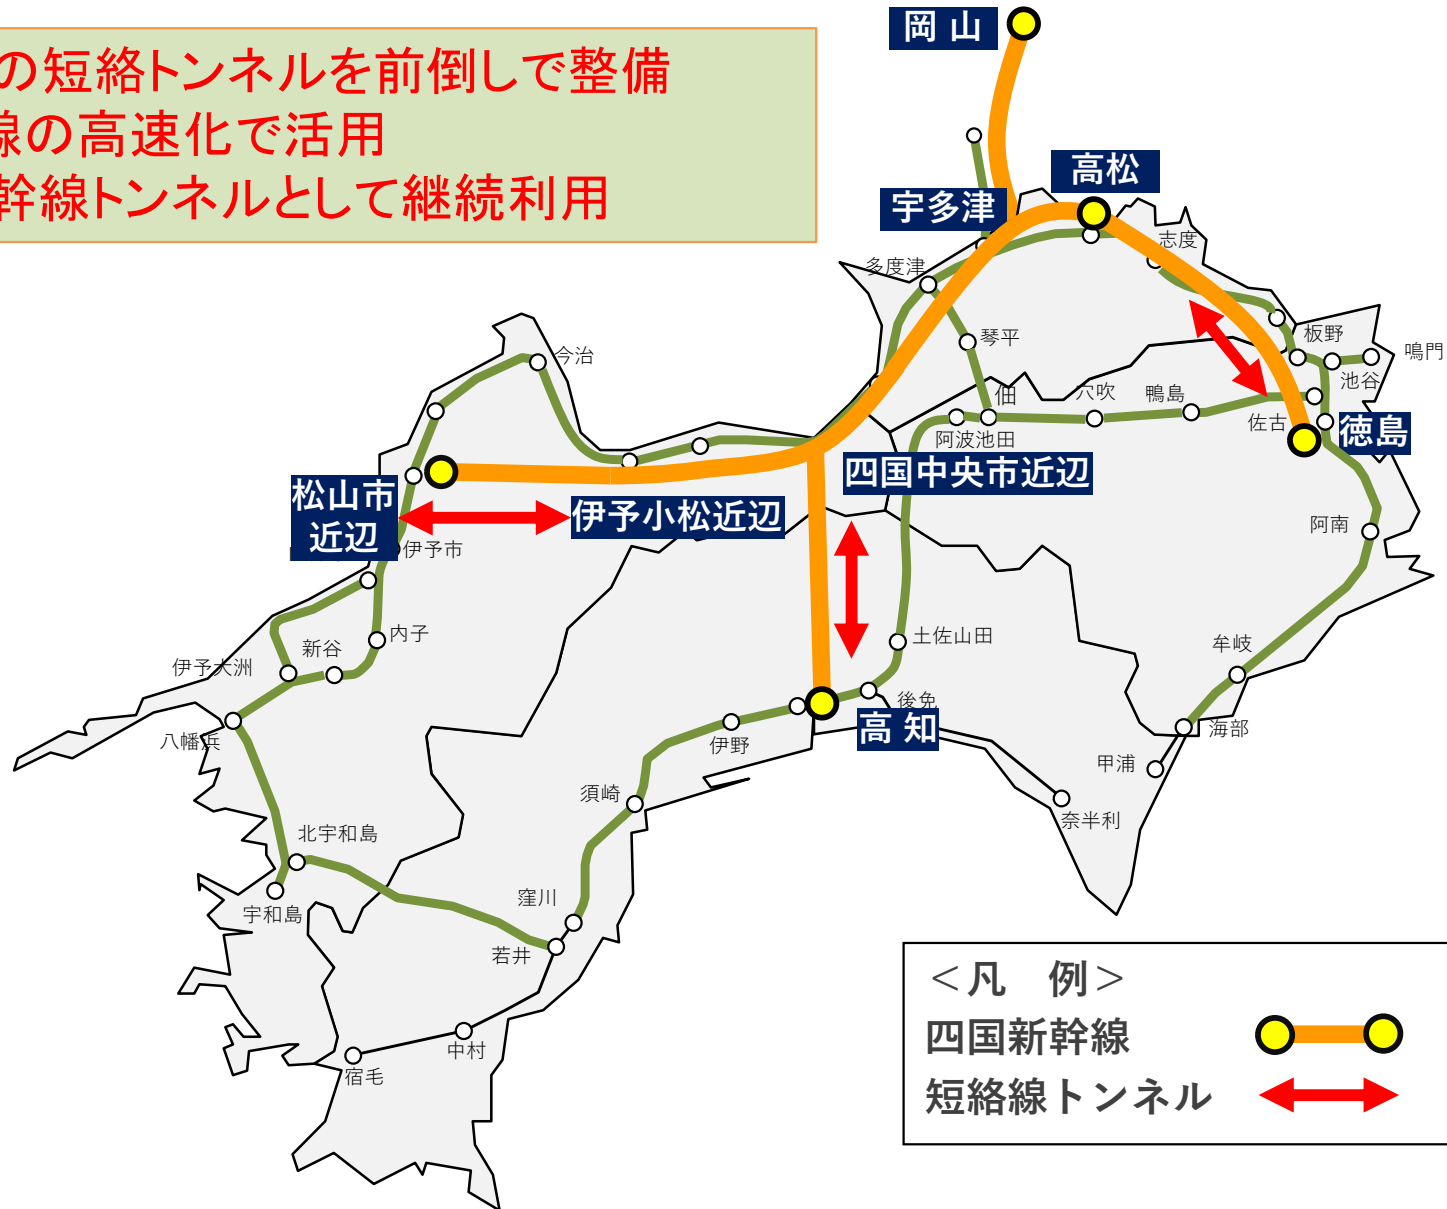 の短絡トンネルを前倒しで整備
線の高速化で活用
幹線トンネルとして継続利用
岡 山
高松
宇多津
志度
多度津
板野
鳴門
琴平
池谷
今治
佃
穴吹
鴨島
佐古
徳島
阿波池田
四国中央市近辺
松山市
近辺
伊予小松近辺
阿南
伊予市
内子
土佐山田
新谷
牟岐
伊予大洲
後免
高 知
海部
八幡浜
伊野
甲浦
須崎
奈半利
北宇和島
窪川
宇和島
若井
中村
宿毛
＜凡　例＞
四国新幹線
短絡線トンネル